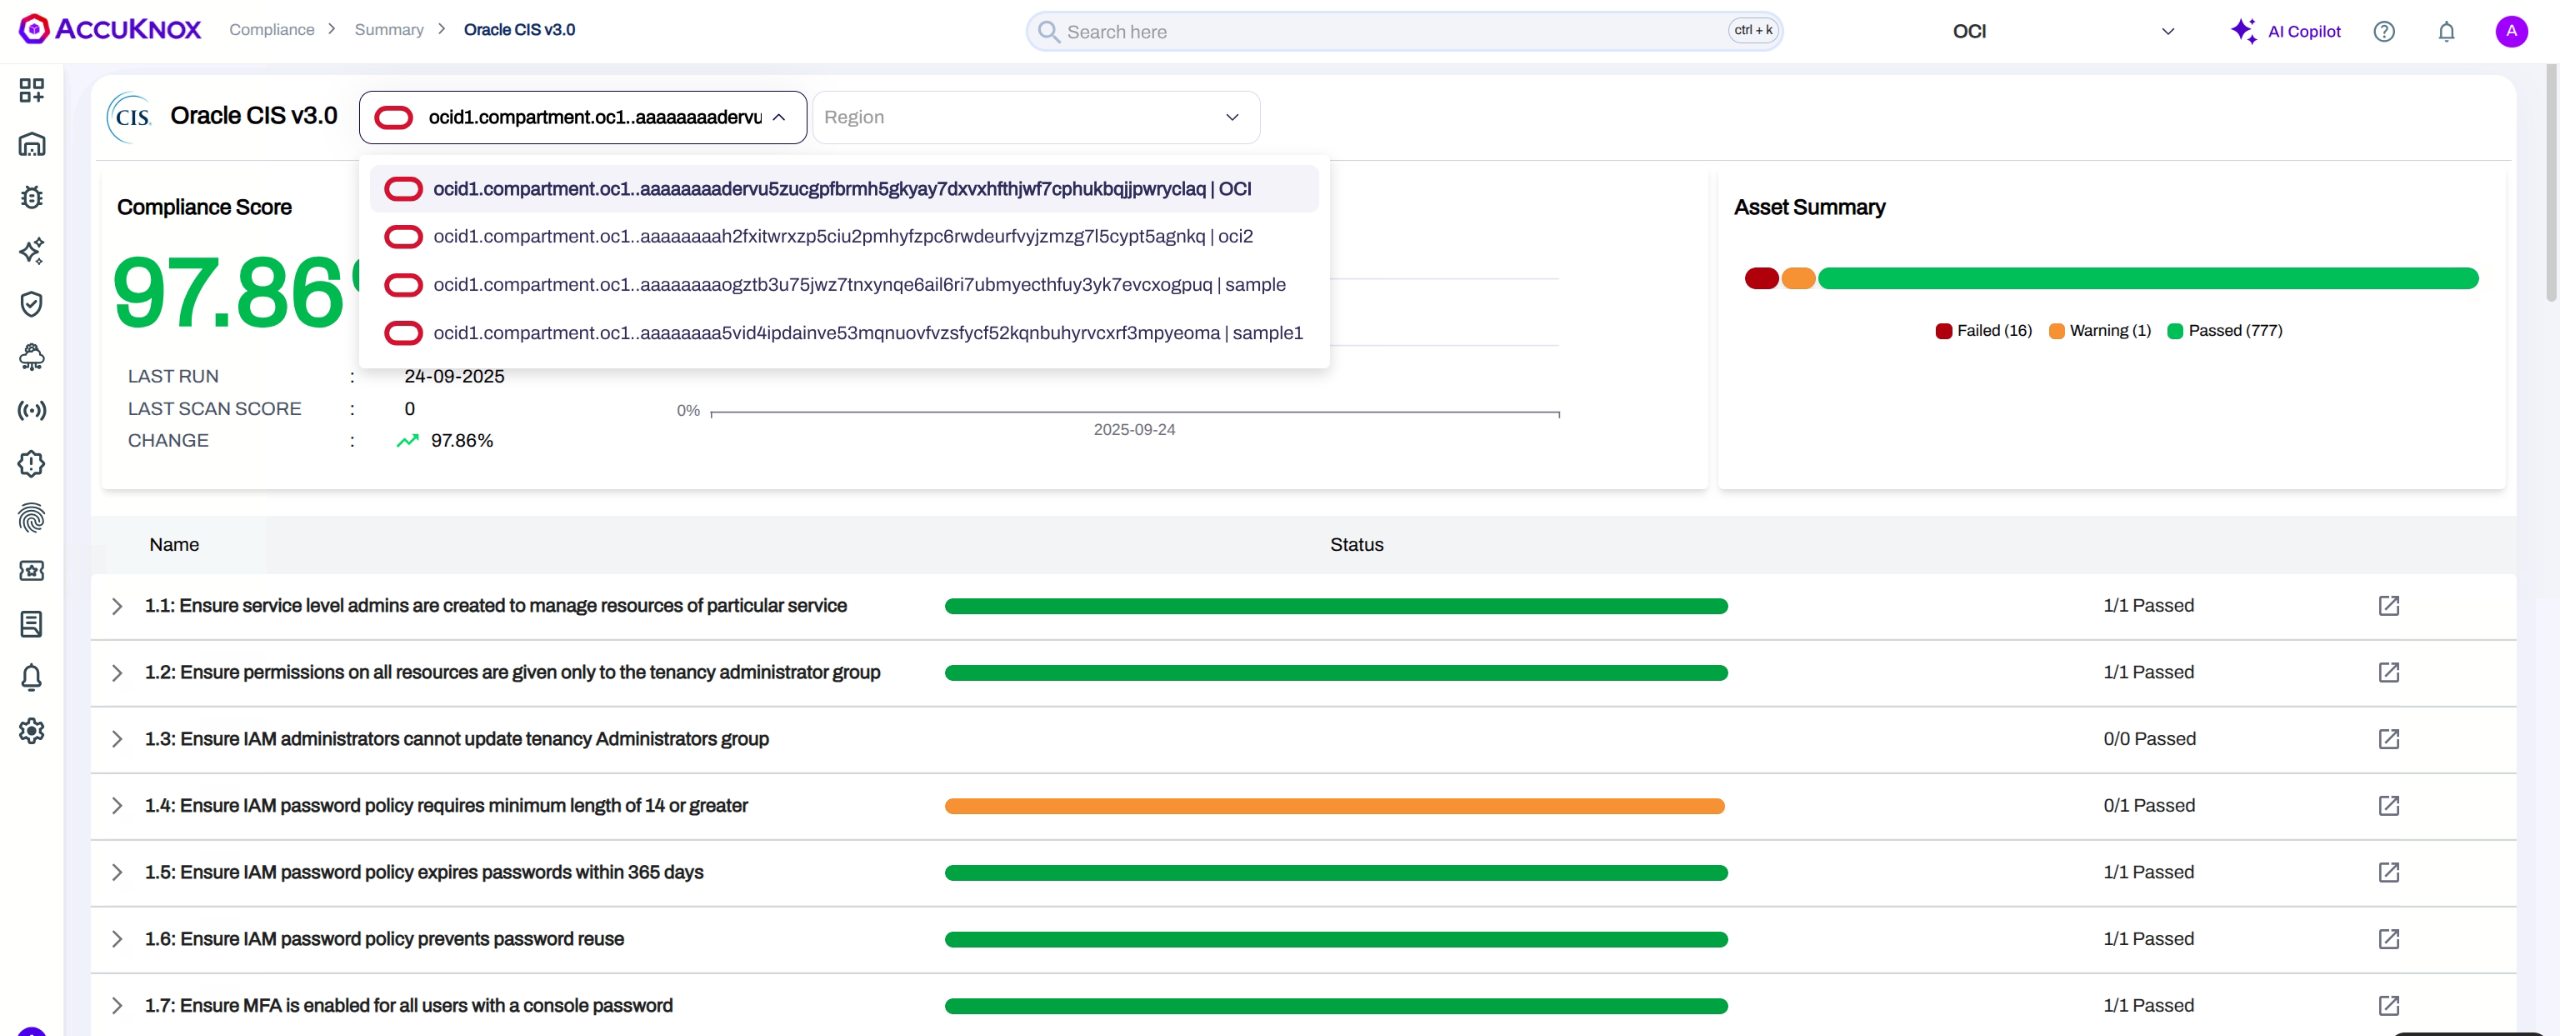 ACCUKNOX
Compliance > Summary > Oracle CIS v3.0
Search here
ctrl + k
OCI
AI Copilot
A
CIS.
Oracle CIS v3.0
ocid1.compartment.oc1..aaaaaaaadervu
Region
ocid1.compartment.oc1..aaaaaaaadervu5zucgpfbrmh5gkyay7dxvxhfthjwf7cphukbqjjpwryclaq | OCI
ocid1.compartment.oc1..aaaaaaaah2fxitwrxzp5ciu2pmhyfzpc6rwdeurfvyjzmzg7l5cypt5agnkq | oci2
ocid1.compartment.oc1..aaaaaaaaogztb3u75jwz7tnxynqe6ail6ri7ubmyecthfuy3yk7evcxogpuq | sample
ocid1.compartment.oc1..aaaaaaaa5vid4ipdainve53mqnuovfvzsfycf52kqnbuhyrvcxrf3mpyeoma | sample1
Compliance Score
97.86%
LAST RUN : 24-09-2025
LAST SCAN SCORE : 0
CHANGE : 97.86%
0%
2025-09-24
Asset Summary
Failed (16) Warning (1) Passed (777)
Name Status
1.1: Ensure service level admins are created to manage resources of particular service 1/1 Passed
1.2: Ensure permissions on all resources are given only to the tenancy administrator group 1/1 Passed
1.3: Ensure IAM administrators cannot update tenancy Administrators group 0/0 Passed
1.4: Ensure IAM password policy requires minimum length of 14 or greater 0/1 Passed
1.5: Ensure IAM password policy expires passwords within 365 days 1/1 Passed
1.6: Ensure IAM password policy prevents password reuse 1/1 Passed
1.7: Ensure MFA is enabled for all users with a console password 1/1 Passed